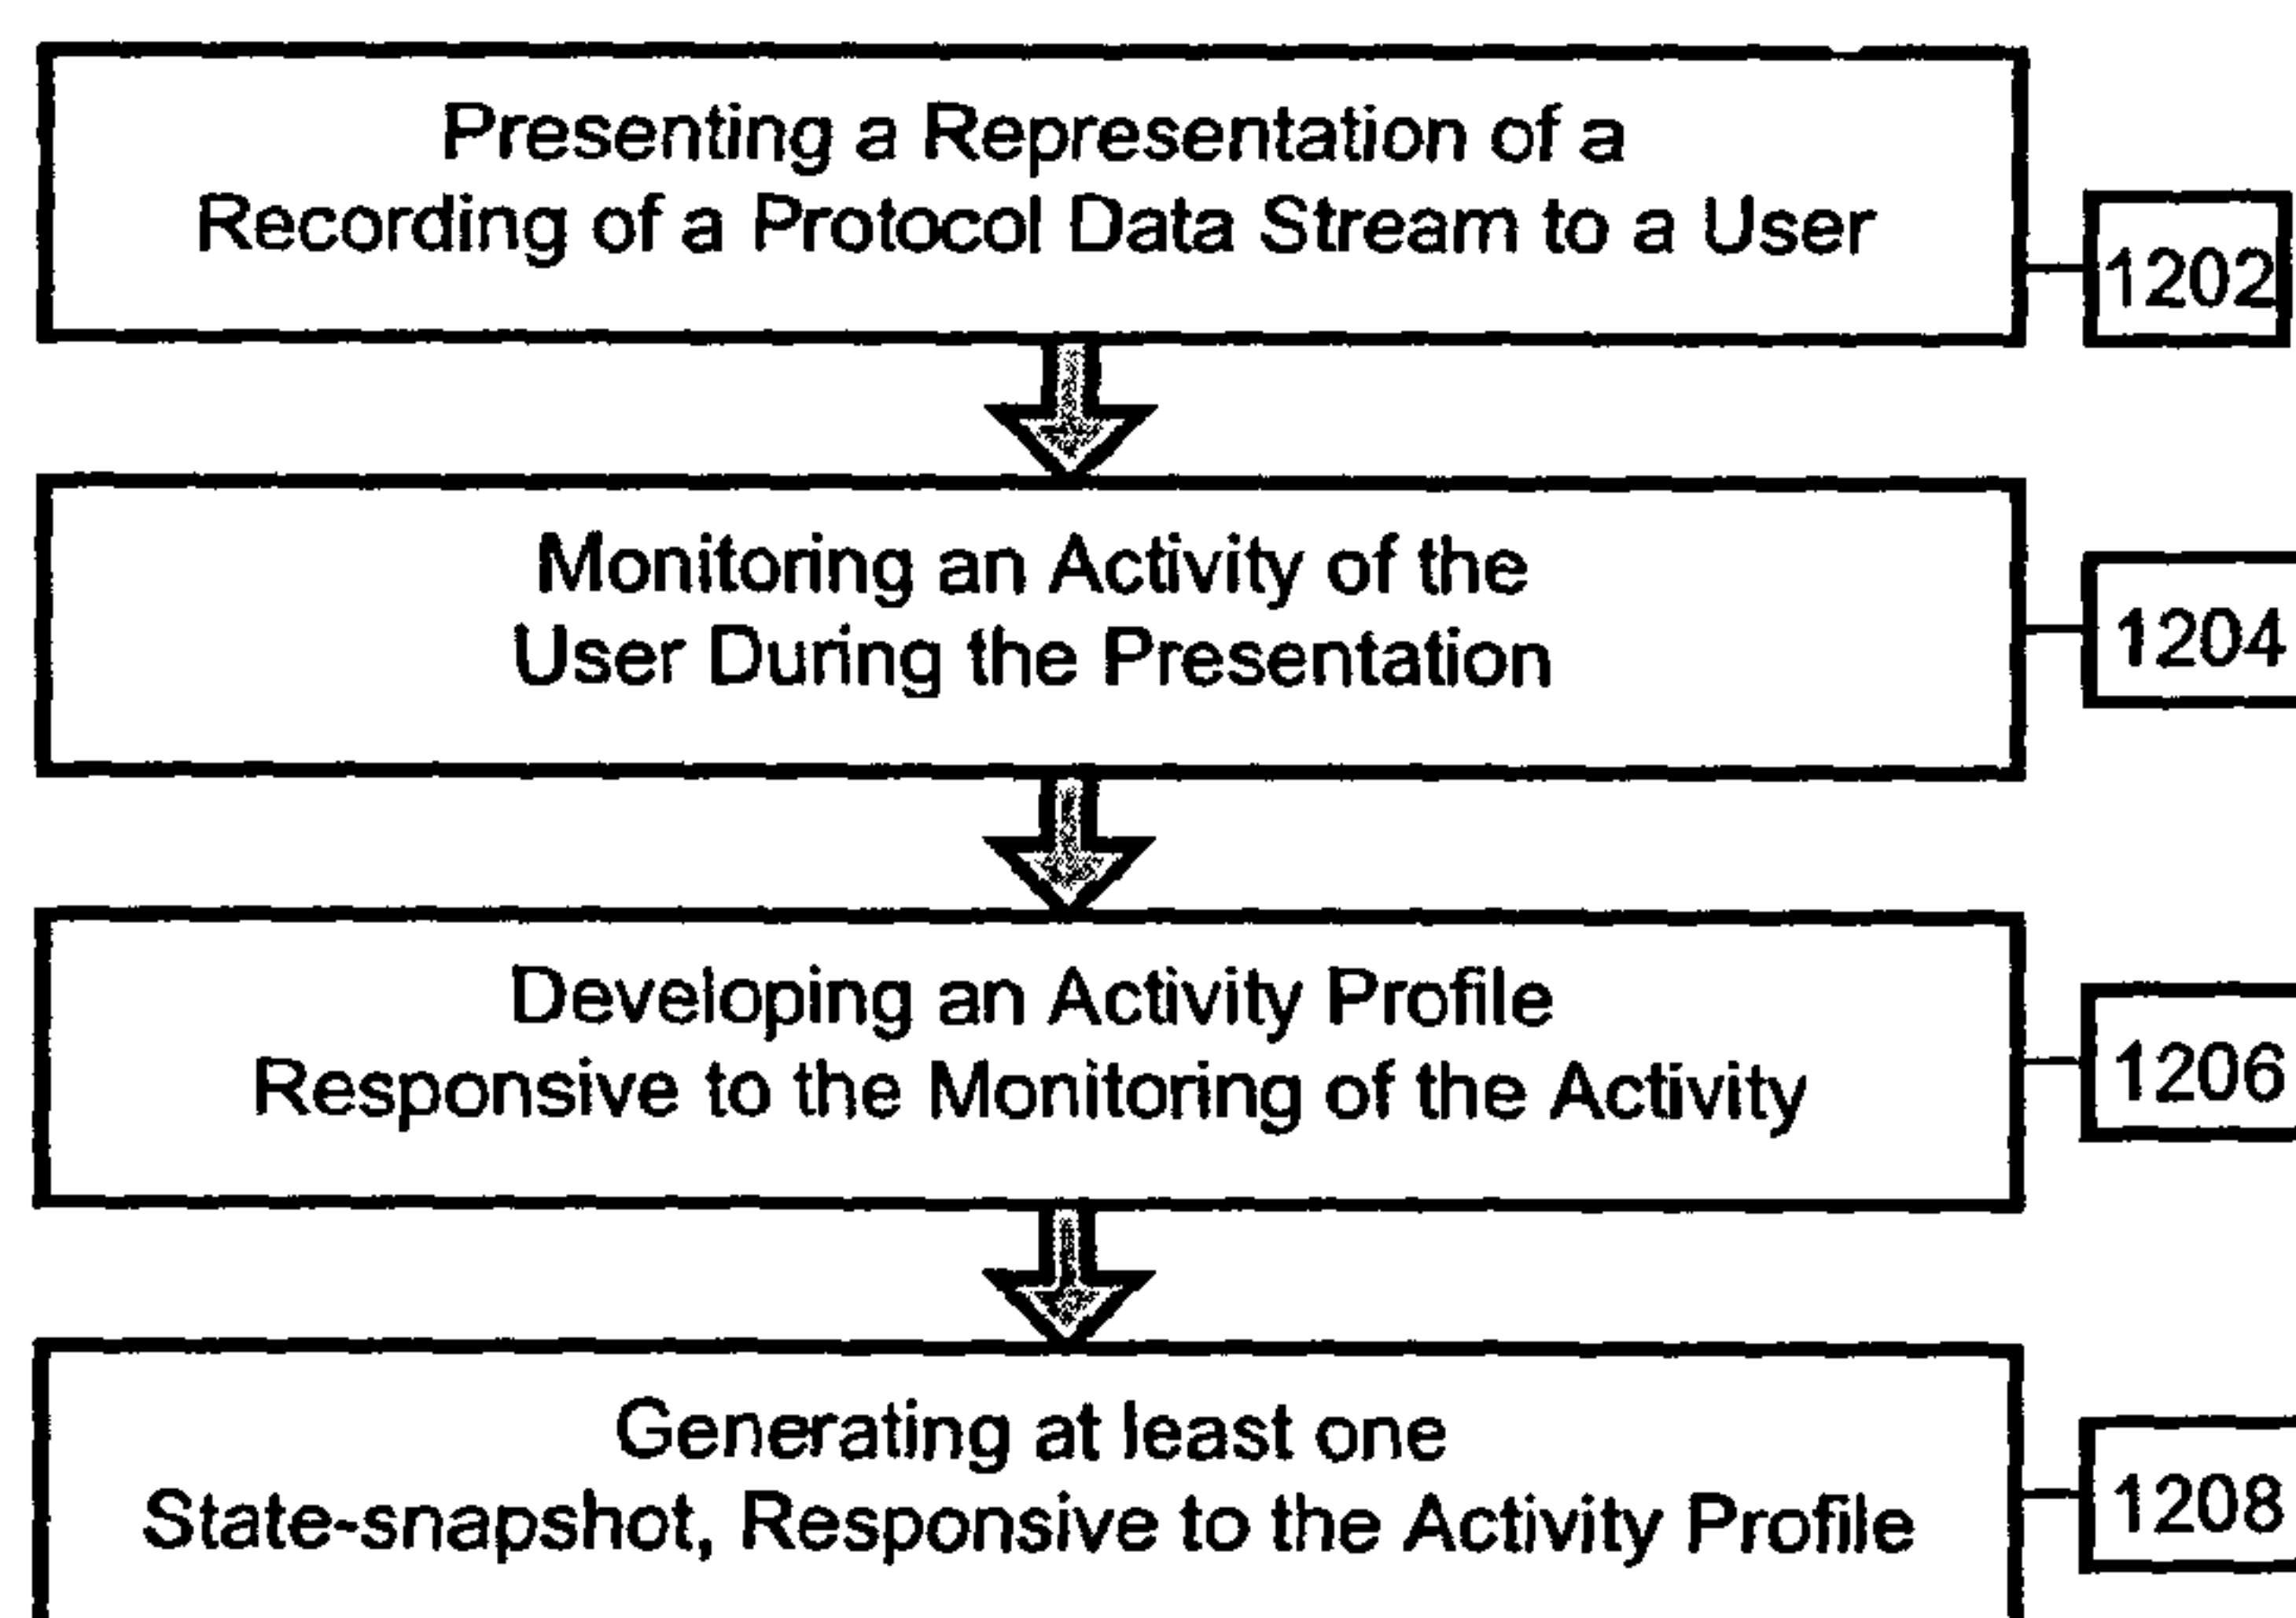 Presenting a Representation of a
Recording of a Protocol Data Stream to a User
1202
Monitoring an Activity of the
User During the Presentation
1204
Developing an Activity Profile
Responsive to the Monitoring of the Activity
1206
Generating at least one
State-snapshot, Responsive to the Activity Profile
1208